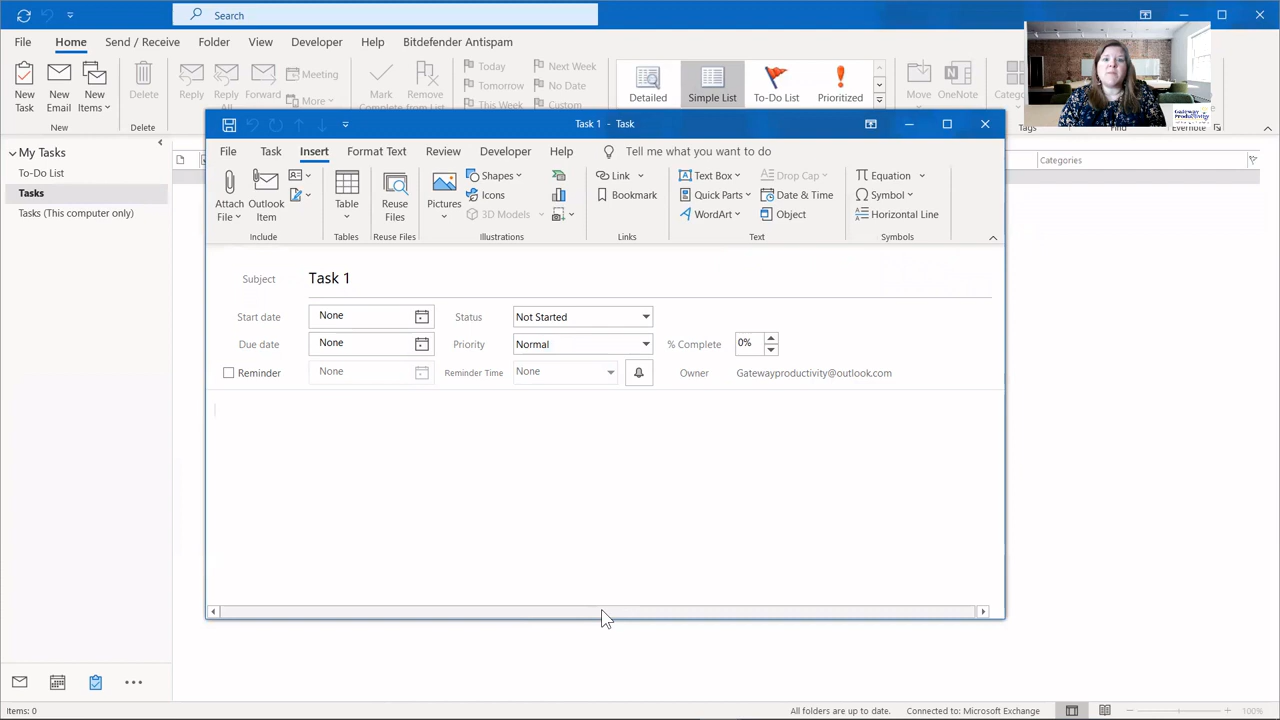 Search
File Home Send / Receive Folder View Developer Help Bitdefender Antispam
New Task
New Email
New Items
Delete
Reply
Reply All
Forward
Meeting
More
Mark Complete
Remove from List
Today
Tomorrow
This Week
Next Week
No Date
Custom
Detailed
Simple List
To-Do List
Prioritized
Move
OneNote
New Delete Tags Find Evernote
Gateway Productivity
My Tasks
To-Do List
Tasks
Tasks (This computer only)
Categories
Task 1 - Task
File Task Insert Format Text Review Developer Help Tell me what you want to do
Attach File
Outlook Item
Table
Reuse Files
Pictures
Shapes
Icons
3D Models
Link
Bookmark
Text Box
Quick Parts
WordArt
Drop Cap
Date & Time
Object
Equation
Symbol
Horizontal Line
Include Tables Reuse Files Illustrations Links Text Symbols
Subject Task 1
Start date None Status Not Started
Due date None Priority Normal % Complete 0%
Reminder None Reminder Time None Owner Gatewayproductivity@outlook.com
Items: 0 All folders are up to date. Connected to: Microsoft Exchange 100%